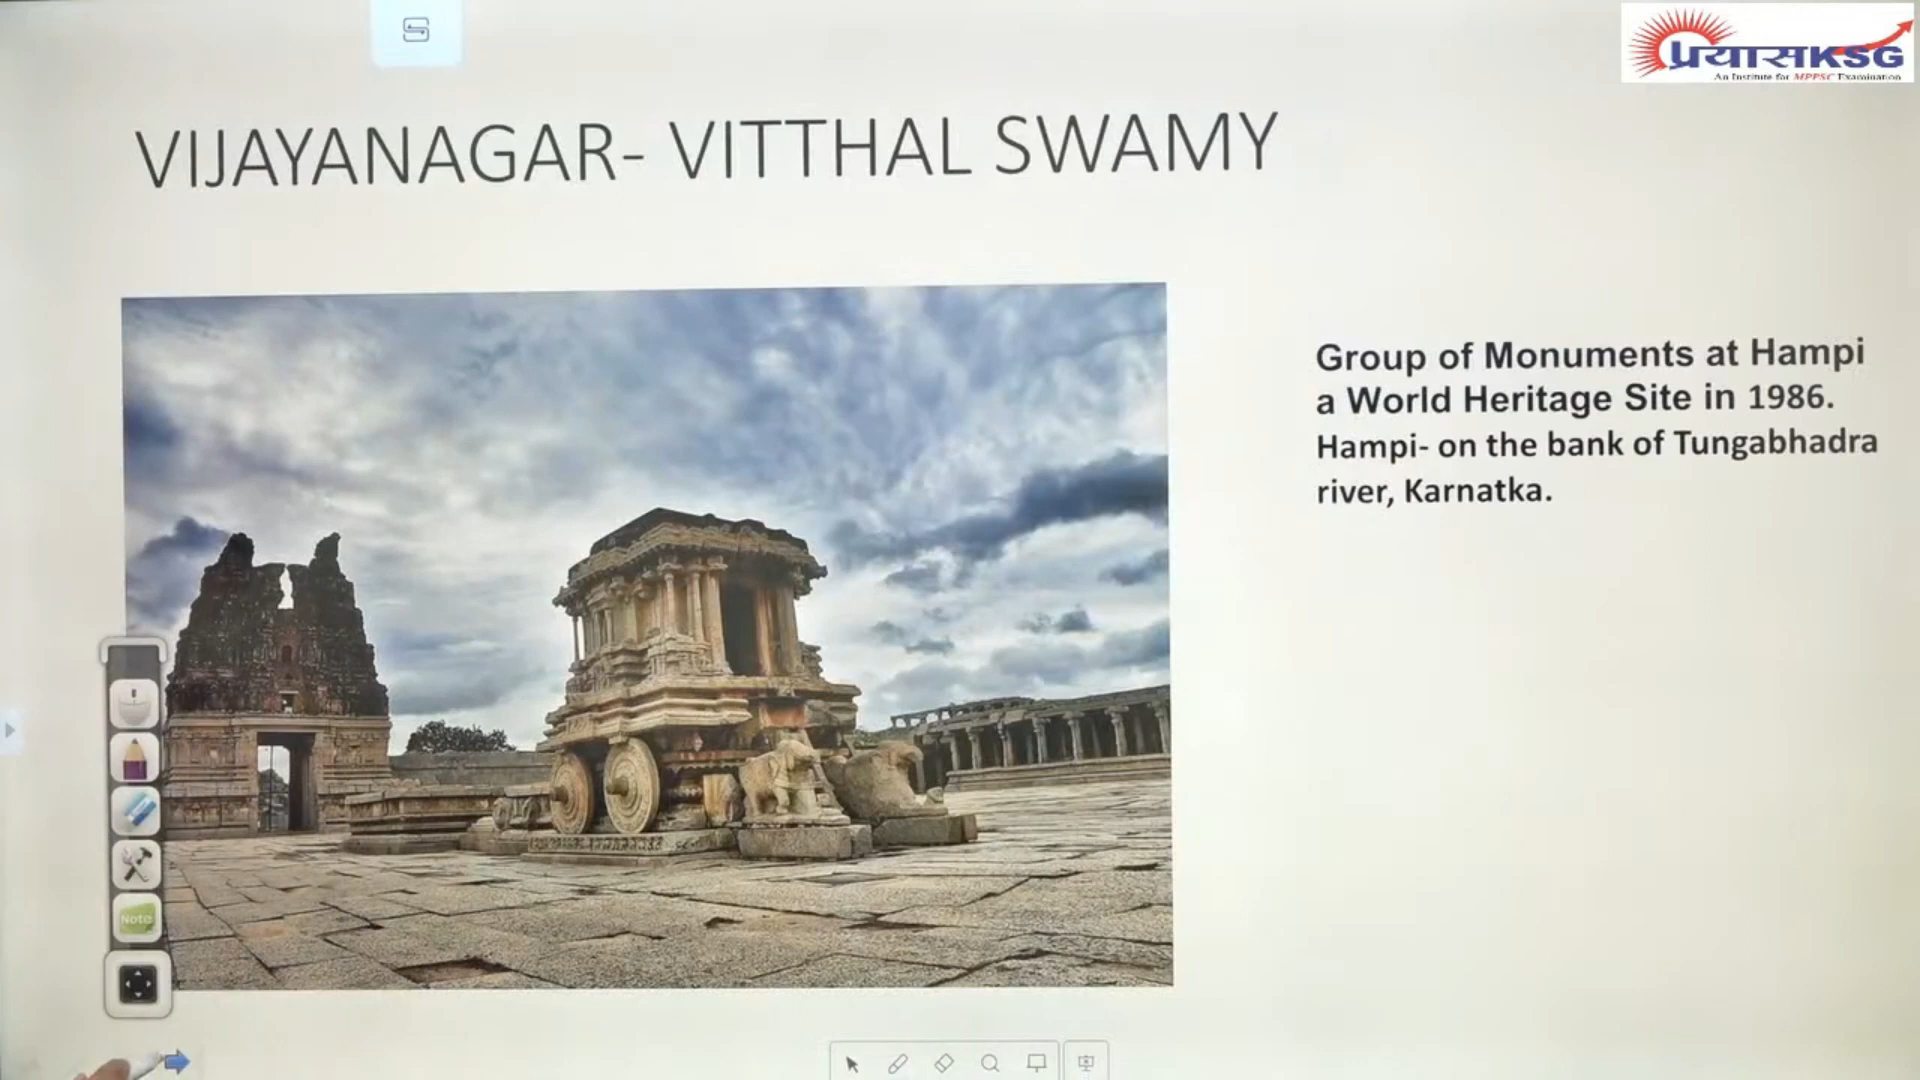 प्रयासKSG
An Institute for MPPSC Examination
VIJAYANAGAR- VITTHAL SWAMY
Group of Monuments at Hampi
a World Heritage Site in 1986.
Hampi- on the bank of Tungabhadra
river, Karnatka.
Note